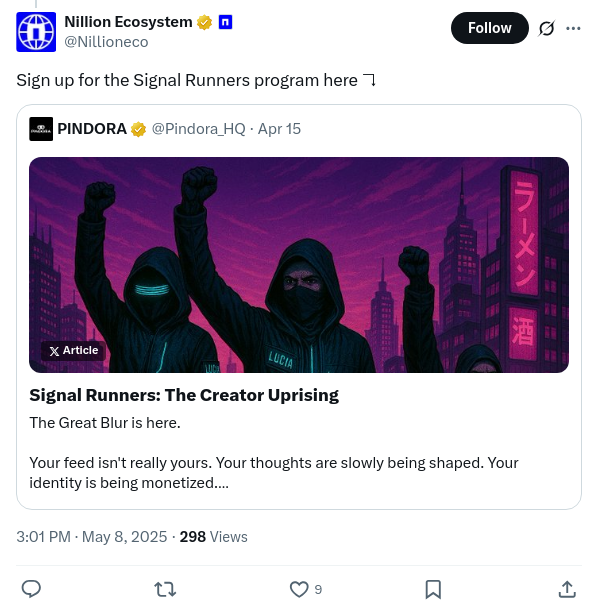 Nillion Ecosystem
@Nillioneco
Follow
Sign up for the Signal Runners program here
PINDORA
PINDORA @Pindora_HQ · Apr 15
ラーメン
酒
LUCIA
Article
Signal Runners: The Creator Uprising
The Great Blur is here.
Your feed isn't really yours. Your thoughts are slowly being shaped. Your
identity is being monetized....
3:01 PM · May 8, 2025 · 298 Views
9